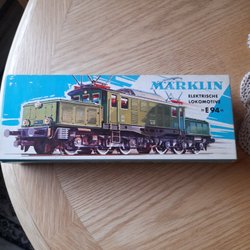 MÄRKLIN
ELEKTRISCHE
LOKOMOTIVE
"E 94"